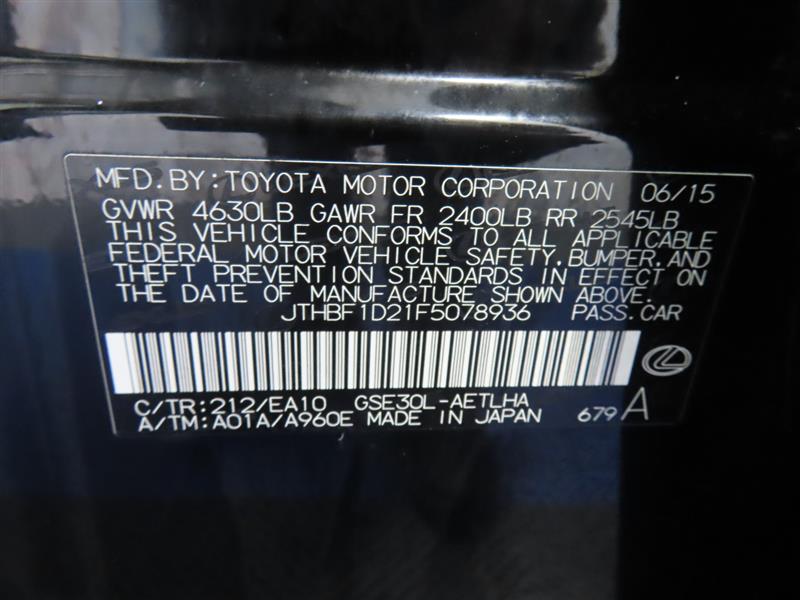 MFD.BY:TOYOTA MOTOR CORPORATION 06/15
GVWR 4630LB GAWR FR 2400LB RR 2545LB
THIS VEHICLE CONFORMS TO ALL APPLICABLE
FEDERAL MOTOR VEHICLE SAFETY,BUMPER,AND
THEFT PREVENTION STANDARDS IN EFFECT ON
THE DATE OF MANUFACTURE SHOWN ABOVE.
JTHBF1D21F5078936 PASS.CAR
C/TR:212/EA10 GSE30L-AETLHA
A/TM:A01A/A960E MADE IN JAPAN 679A